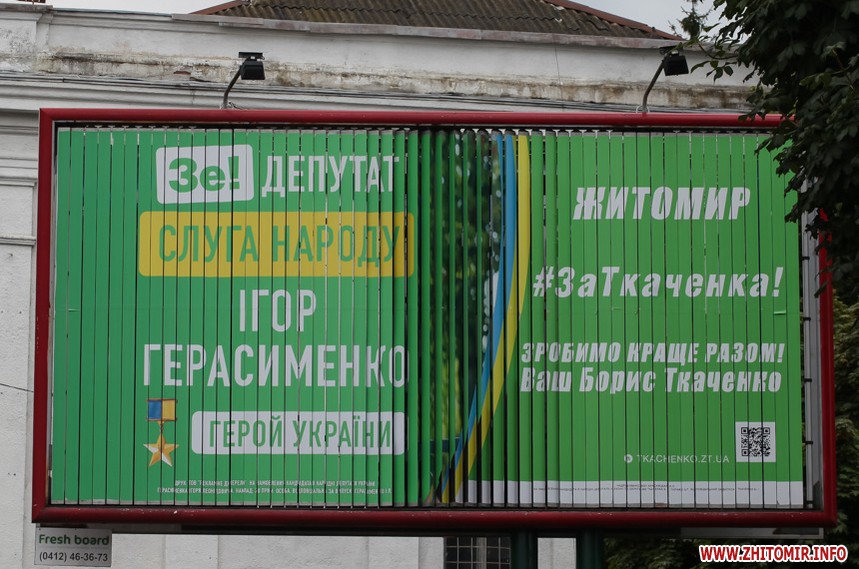 Зе! ДЕПУТАТ
СЛУГА НАРОДУ
ІГОР
ГЕРАСИМЕНКО
ГЕРОЙ УКРАЇНИ
ЖИТОМИР
#ЗаТкаченка!
ЗРОБИМО КРАЩЕ РАЗОМ!
Ваш Борис Ткаченко
TKACHENKO.ZT.UA
Fresh board
(0412) 46-36-73
WWW.ZHITOMIR.INFO